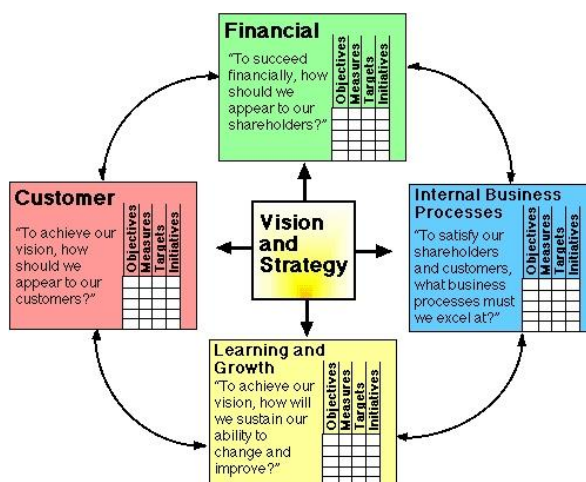 Financial
“To succeed
financially, how
should we
appear to our
shareholders?”
Objectives
Measures
Targets
Initiatives
Customer
“To achieve our
vision, how
should we
appear to our
customers?”
Objectives
Measures
Targets
Initiatives
Vision
and
Strategy
Internal Business
Processes
“To satisfy our
shareholders
and customers,
what business
processes must
we excel at?”
Objectives
Measures
Targets
Initiatives
Learning and
Growth
“To achieve our
vision, how will
we sustain our
ability to
change and
improve?”
Objectives
Measures
Targets
Initiatives